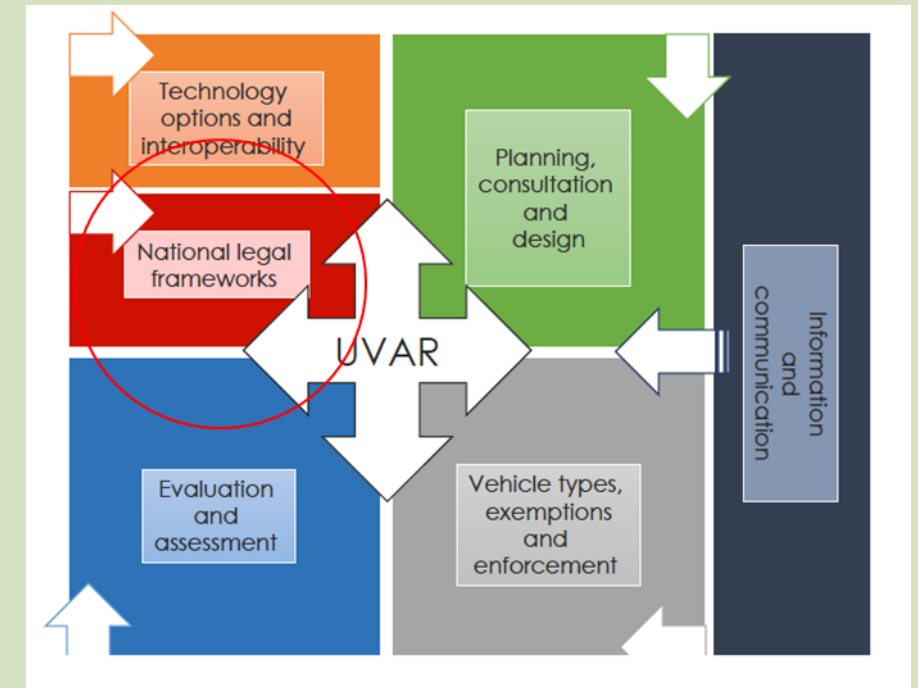 Technology
options and
interoperability
National legal
frameworks
Planning,
consultation
and
design
UVAR
Information
and
communication
Evaluation
and
assessment
Vehicle types,
exemptions
and
enforcement